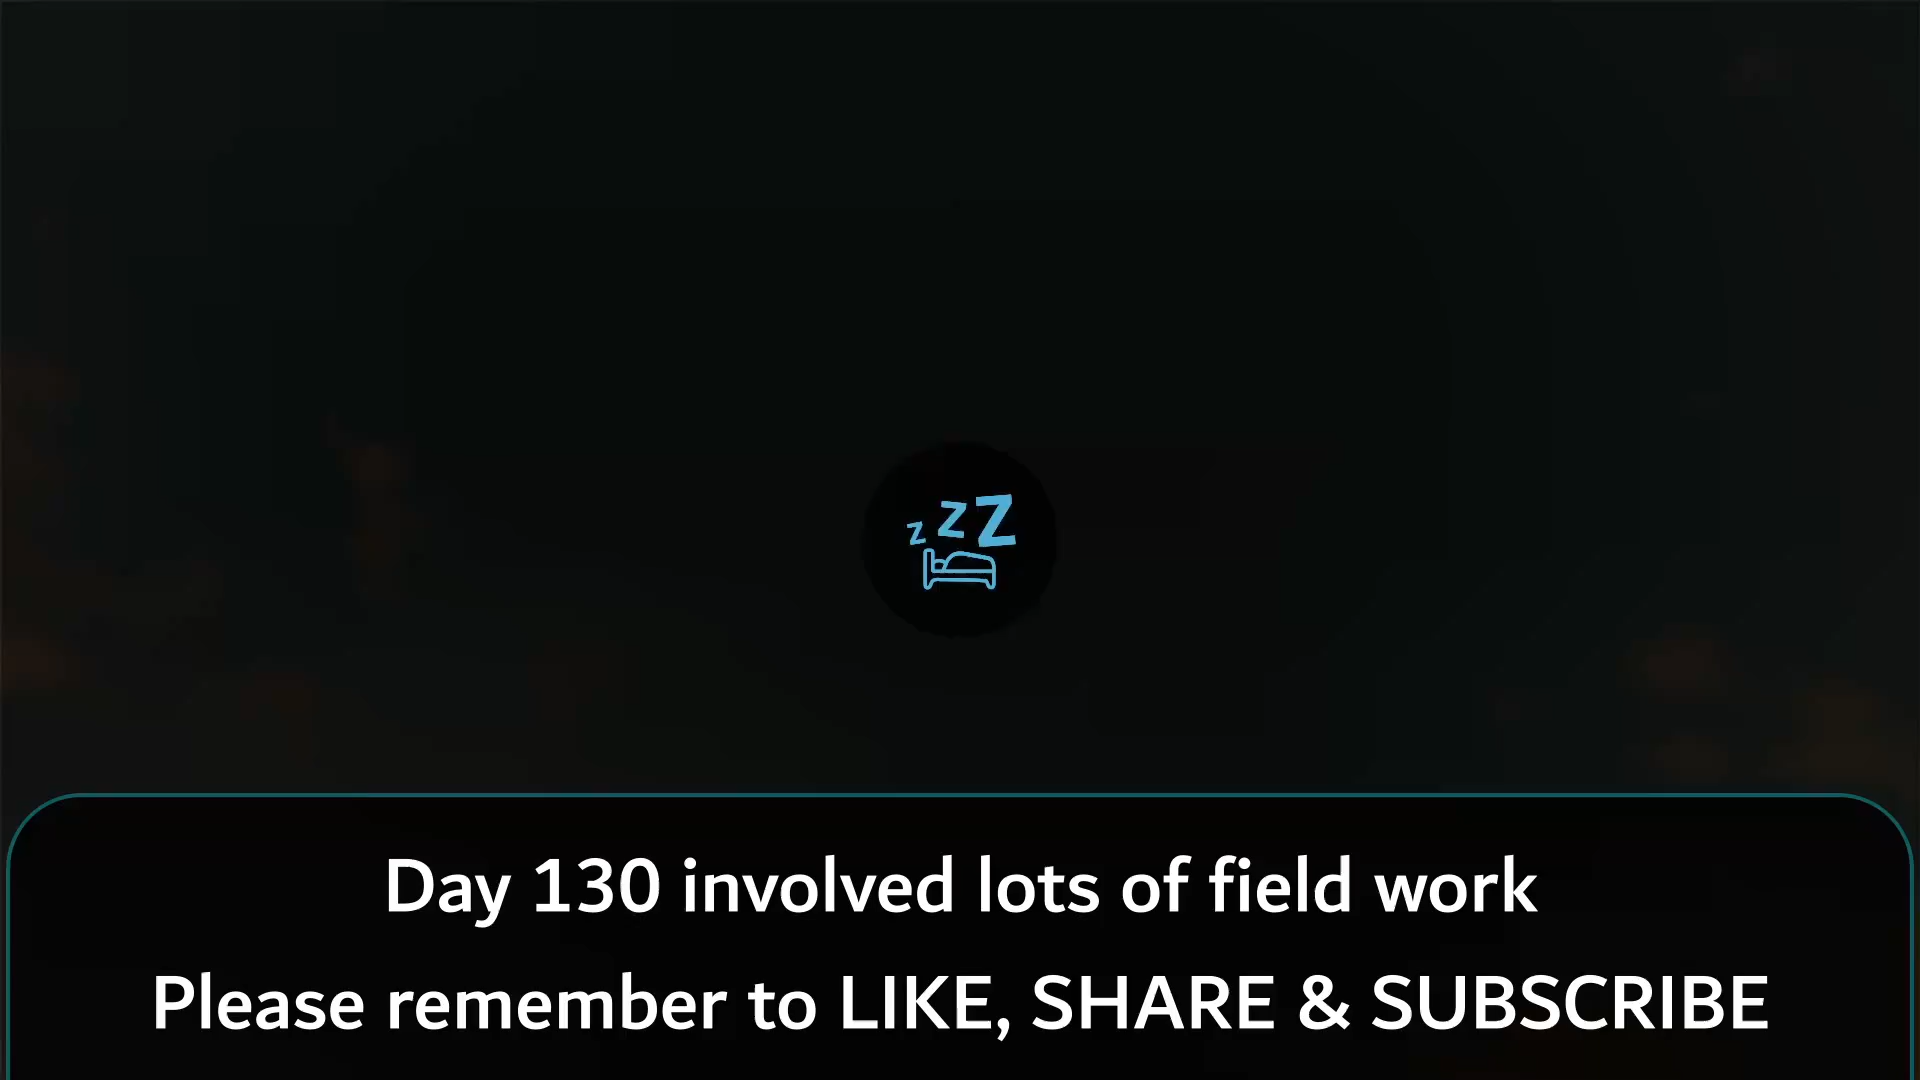 z z Z
Day 130 involved lots of field work
Please remember to LIKE, SHARE & SUBSCRIBE